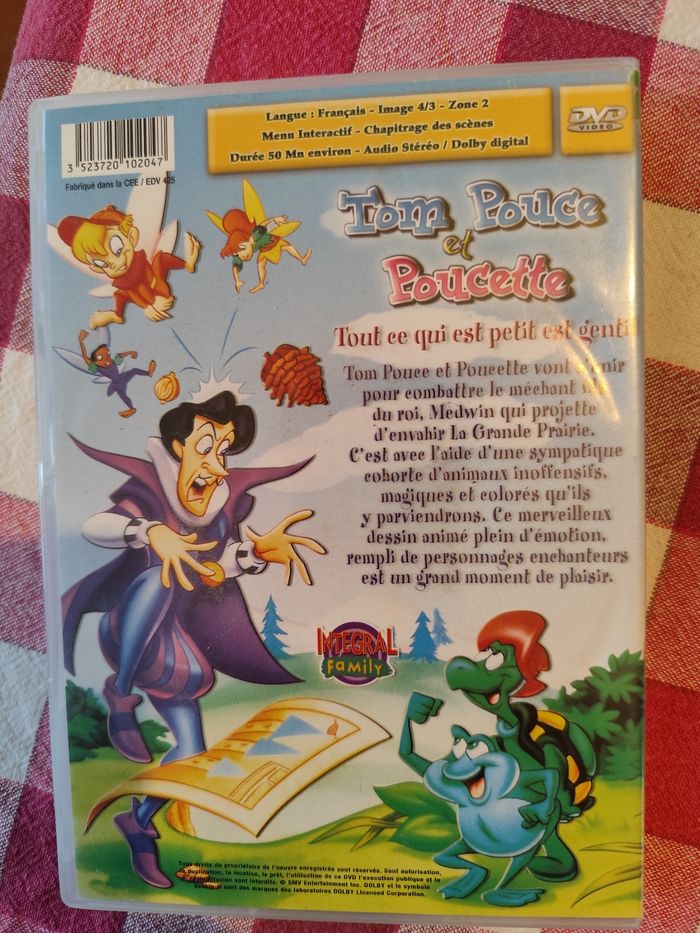 Langue : Français - Image 4/3 - Zone 2
Menu Interactif - Chapitrage des scènes
Durée 50 Mn environ - Audio Stéréo / Dolby digital
DVD
VIDEO
3 523720 102047
Fabriqué dans la CEE / EDV 425
Tom Pouce
et
Poucette
Tout ce qui est petit est genti
Tom Pouce et Poucette vont
pour combattre le méchant
du roi, Medwin qui projette
d'envahir La Grande Prairie.
C'est avec l'aide d'une sympatique
cohorte d'animaux inoffensifs,
magiques et colorés qu'ils
y parviendrons. Ce merveilleux
dessin animé plein d'émotion,
rempli de personnages enchanteurs
est un grand moment de plaisir.
INTEGRAL
Family
Tous droits du propriétaire de l'oeuvre enregistrée sont réservés. Sauf autorisation,
la duplication, la location, le prêt, l'utilisation de ce DVD l'execution publique et la
radiodiffusion sont interdits. © SMV Entertainment Inc. DOLBY et le symbole
double D sont des marques des laboratoires DOLBY Licensed Corporation.